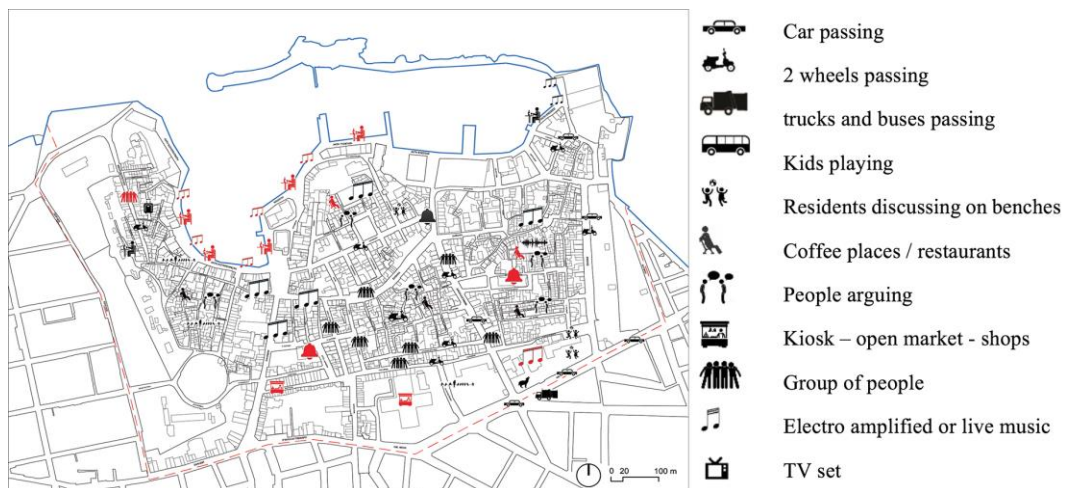 0 20 100 m
Car passing
2 wheels passing
trucks and buses passing
Kids playing
Residents discussing on benches
Coffee places / restaurants
People arguing
Kiosk – open market - shops
Group of people
Electro amplified or live music
TV set